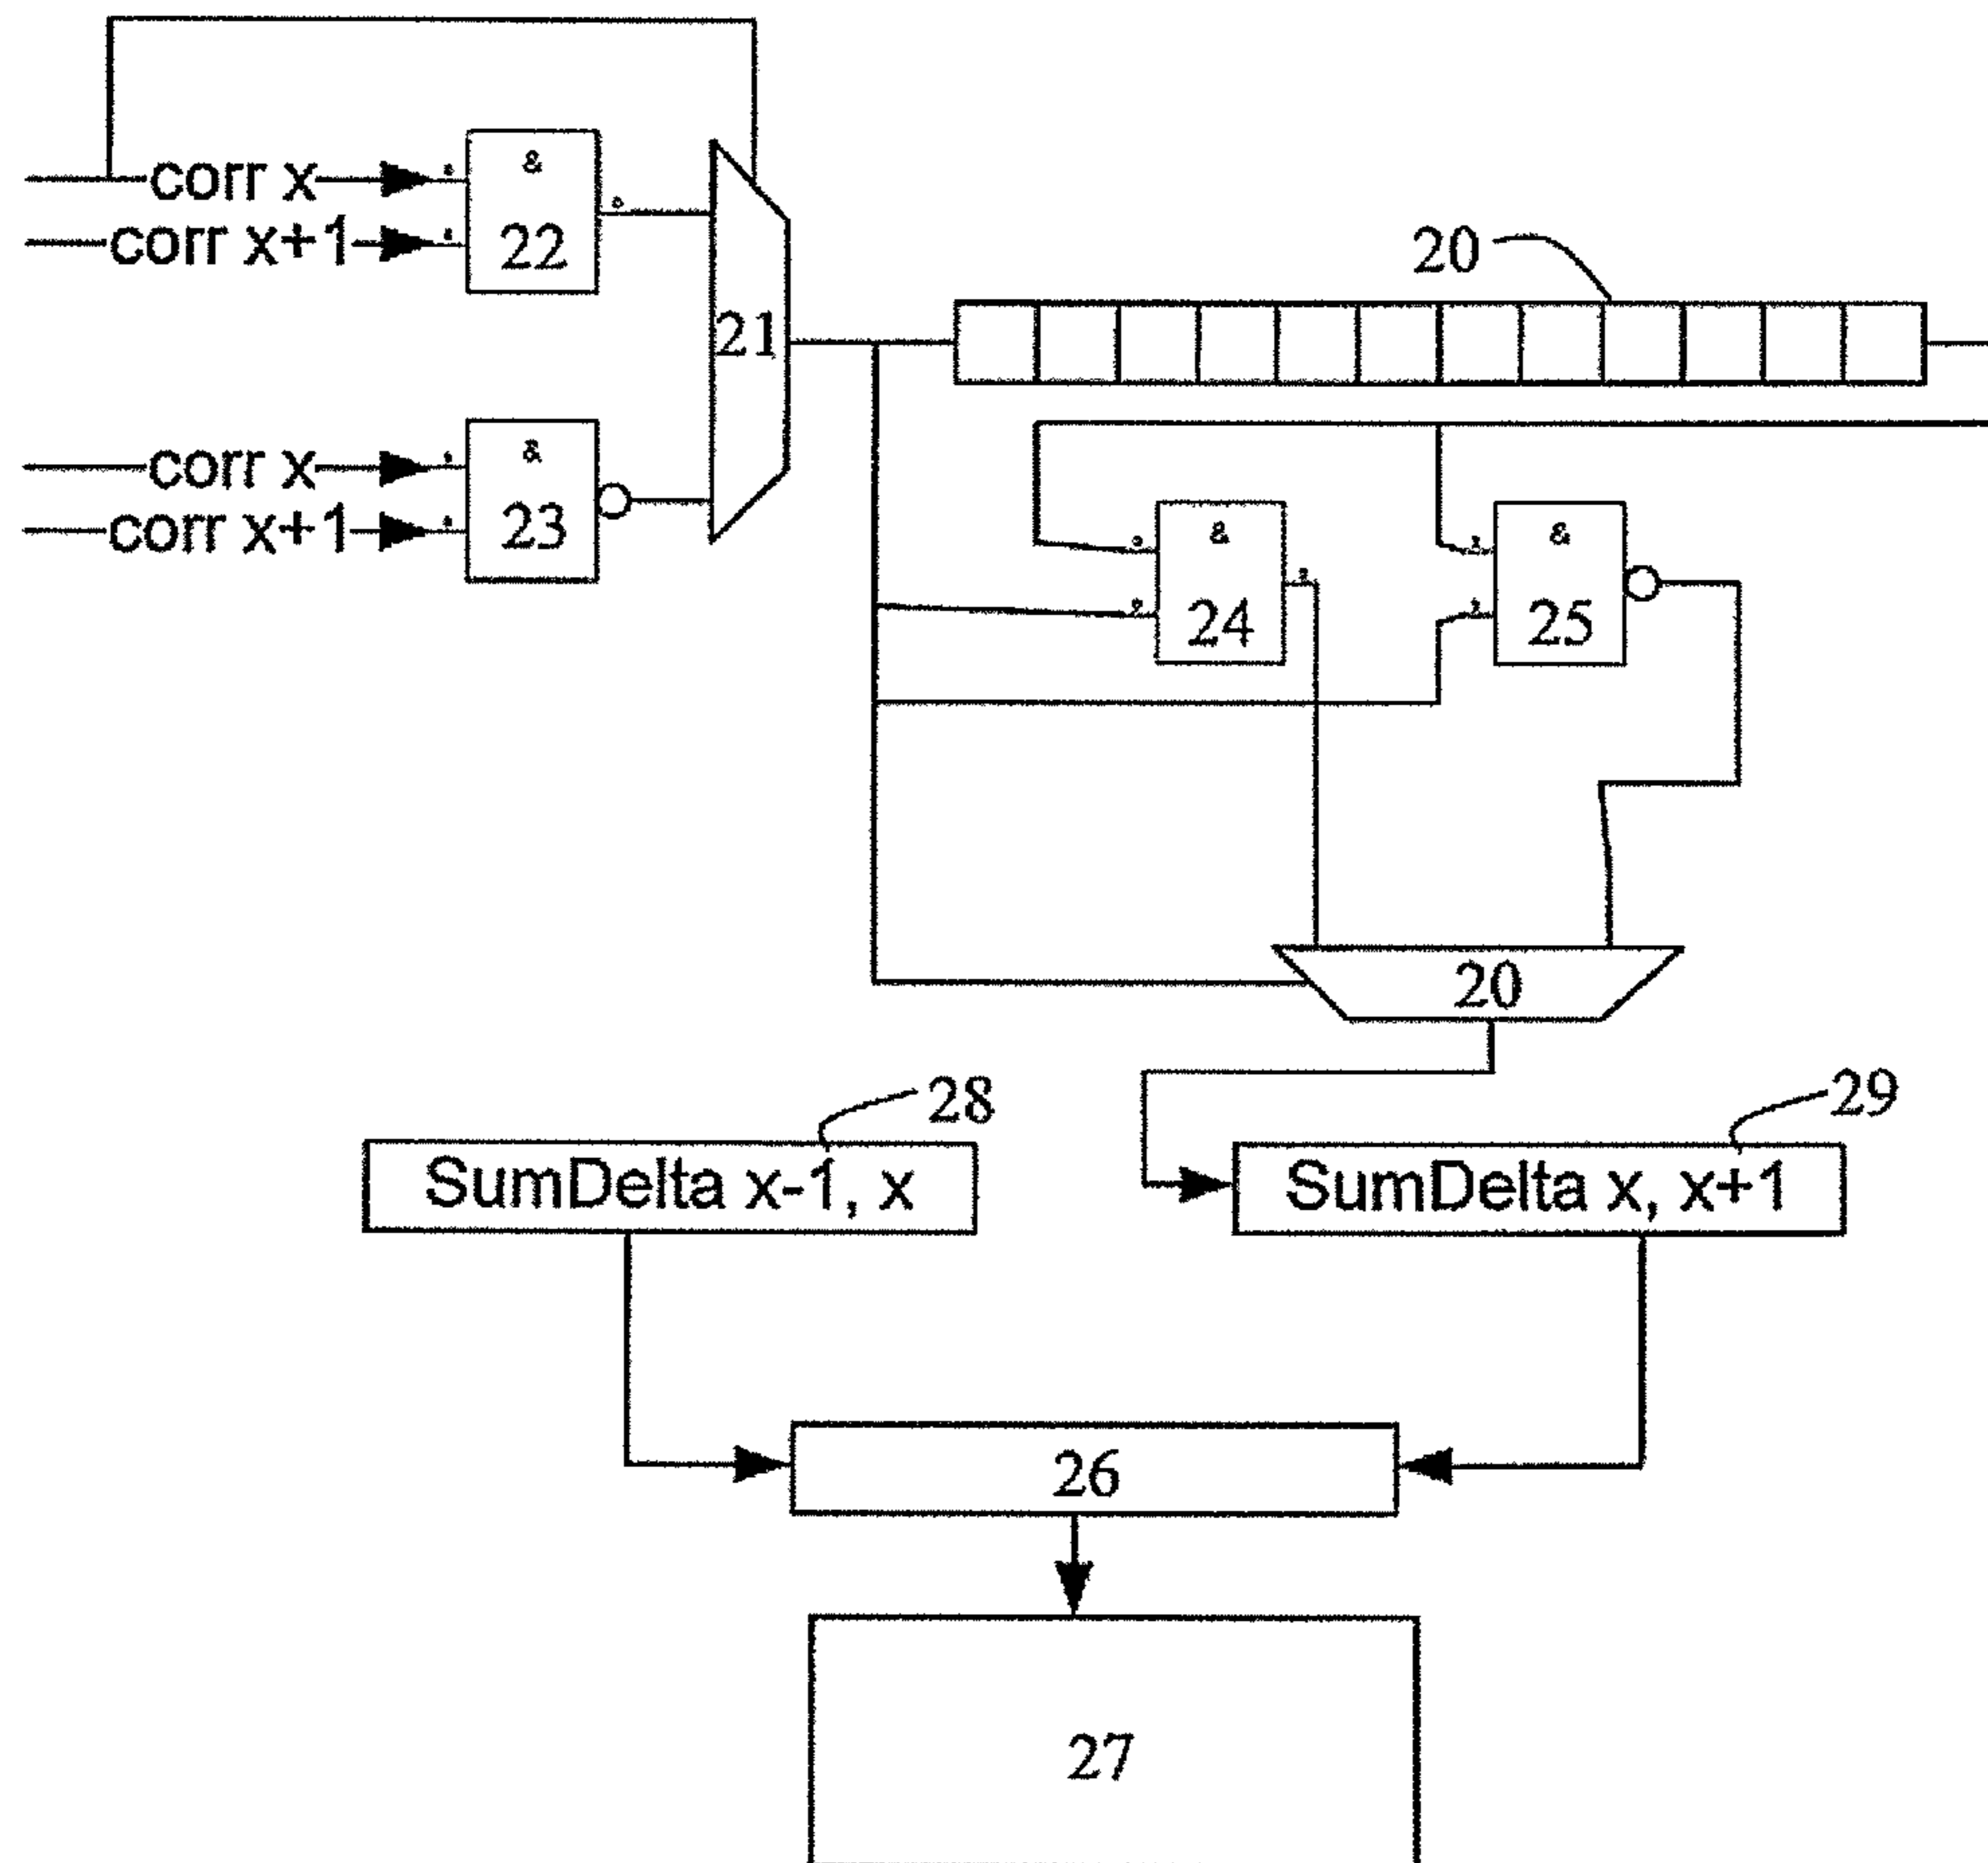 corr x
&
corr x+1
22
21
20
corr x
&
corr x+1
23
&
24
&
25
20
28
29
SumDelta x-1, x
SumDelta x, x+1
26
27